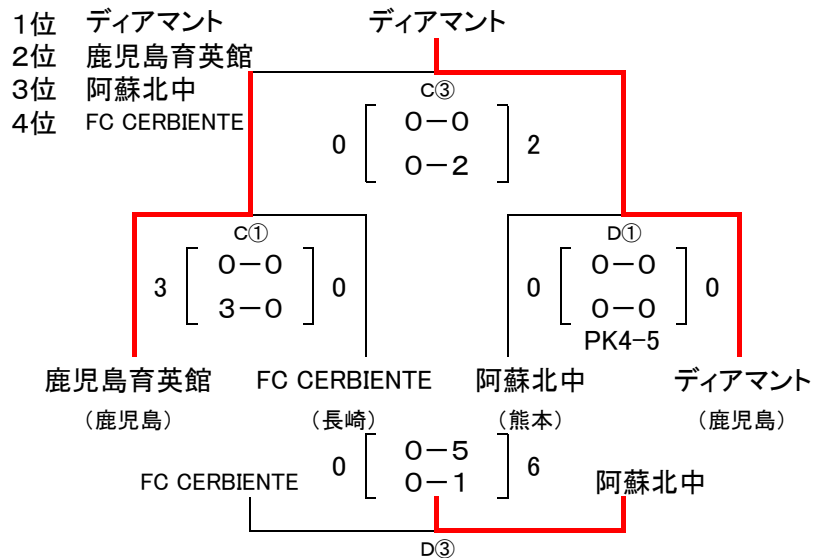 1位 ディアマント
2位 鹿児島育英館
3位 阿蘇北中
4位 FC CERBIENTE
ディアマント
C③
0 0-0 2
0-2
C①
3 0-0 0
3-0
D①
0 0-0 0
0-0
PK4-5
鹿児島育英館 FC CERBIENTE 阿蘇北中 ディアマント
(鹿児島) (長崎) (熊本) (鹿児島)
FC CERBIENTE 0 0-5 6 阿蘇北中
0-1
D③